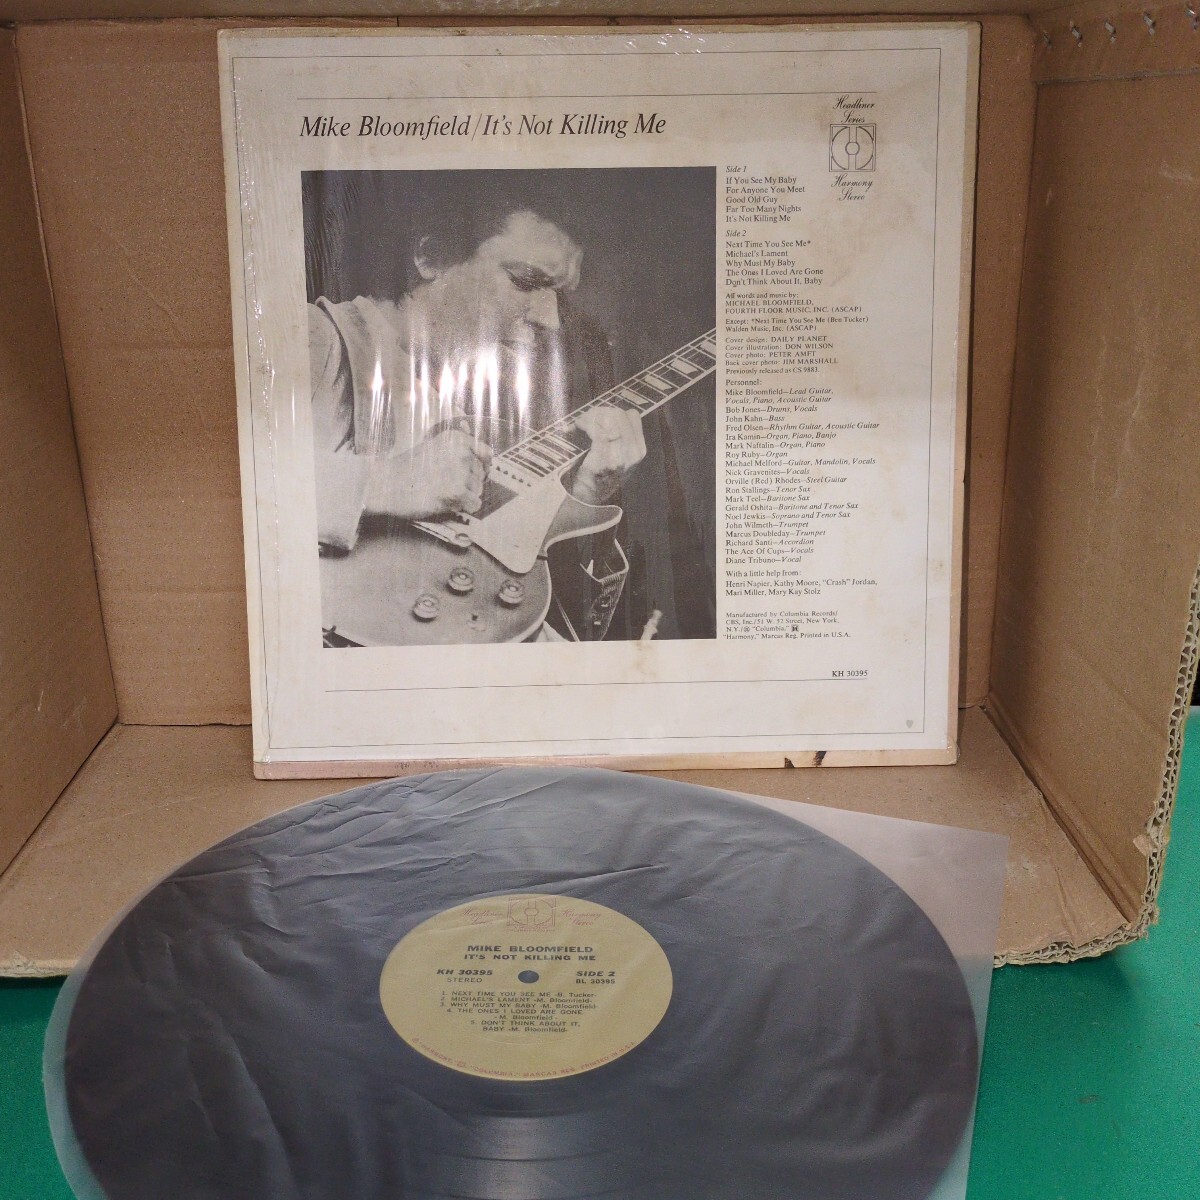 Mike Bloomfield/It's Not Killing Me
Headliner
Series
Harmony
Stereo
Side 1
If You See My Baby
For Anyone You Meet
Good Old Guy
Far Too Many Nights
It's Not Killing Me
Side 2
Next Time You See Me*
Michael's Lament
Why Must My Baby
The Ones I Loved Are Gone
Don't Think About It, Baby
All words and music by:
MICHAEL BLOOMFIELD,
FOURTH FLOOR MUSIC, INC. (ASCAP)
Except: *Next Time You See Me (Ben Tucker)
Walden Music, Inc. (ASCAP)
Cover design: DAILY PLANET
Cover illustration: DON WILSON
Cover photo: PETER AMFT
Back cover photo: JIM MARSHALL
Previously released as CS 9883
Personnel:
Mike Bloomfield—Lead Guitar,
Vocals, Piano, Acoustic Guitar
Bob Jones—Drums, Vocals
John Kahn—Bass
Fred Olsen—Rhythm Guitar, Acoustic Guitar
Ira Kamin—Organ, Piano, Banjo
Mark Naftalin—Organ, Piano
Roy Ruby—Organ
Michael Melford—Guitar, Mandolin, Vocals
Nick Gravenites—Vocals
Orville (Red) Rhodes—Steel Guitar
Ron Stallings—Tenor Sax
Mark Teel—Baritone Sax
Gerald Oshita—Baritone and Tenor Sax
Noel Jewkis—Soprano and Tenor Sax
John Wilmeth—Trumpet
Marcus Doubleday—Trumpet
Richard Santi—Accordion
The Ace Of Cups—Vocals
Diane Tribuno—Vocal
With a little help from:
Henri Napier, Kathy Moore, "Crash" Jordan,
Mari Miller, Mary Kay Stolz
Manufactured by Columbia Records/
CBS, Inc./51 W. 52 Street, New York,
N.Y./® "Columbia,"
"Harmony," Marcas Reg. Printed in U.S.A.
KH 30395
Headliner
Series
Harmony
MIKE BLOOMFIELD
IT'S NOT KILLING ME
KH 30395
STEREO
SIDE 2
BL 30395
1. NEXT TIME YOU SEE ME -B. Tucker-
2. MICHAEL'S LAMENT -M. Bloomfield-
3. WHY MUST MY BABY -M. Bloomfield-
4. THE ONES I LOVED ARE GONE
-M. Bloomfield-
5. DON'T THINK ABOUT IT,
BABY -M. Bloomfield-
"HARMONY," "COLUMBIA," MARCAS REG. PRINTED IN U.S.A.